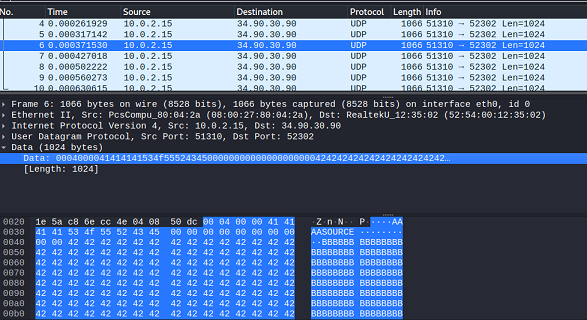 No. Time Source Destination Protocol Length Info
4 0.000261929 10.0.2.15 34.90.30.90 UDP 1066 51310 → 52302 Len=1024
5 0.000317142 10.0.2.15 34.90.30.90 UDP 1066 51310 → 52302 Len=1024
6 0.000371530 10.0.2.15 34.90.30.90 UDP 1066 51310 → 52302 Len=1024
7 0.000427018 10.0.2.15 34.90.30.90 UDP 1066 51310 → 52302 Len=1024
8 0.000502222 10.0.2.15 34.90.30.90 UDP 1066 51310 → 52302 Len=1024
9 0.000560273 10.0.2.15 34.90.30.90 UDP 1066 51310 → 52302 Len=1024
10 0.000630615 10.0.2.15 34.90.30.90 UDP 1066 51310 → 52302 Len=1024
Frame 6: 1066 bytes on wire (8528 bits), 1066 bytes captured (8528 bits) on interface eth0, id 0
Ethernet II, Src: PcsCompu_80:04:2a (08:00:27:80:04:2a), Dst: RealtekU_12:35:02 (52:54:00:12:35:02)
Internet Protocol Version 4, Src: 10.0.2.15, Dst: 34.90.30.90
User Datagram Protocol, Src Port: 51310, Dst Port: 52302
Data (1024 bytes)
[Length: 1024]
0020 1e 5a c8 6e cc 4e 04 08 50 dc 00 04 00 00 41 41 ·Z·n·N·· P·····AA
0030 41 41 53 4f 55 52 43 45 00 00 00 00 00 00 00 00 AASOURCE ········
0040 00 00 42 42 42 42 42 42 42 42 42 42 42 42 42 42 ··BBBBBB BBBBBBBB
0050 42 42 42 42 42 42 42 42 42 42 42 42 42 42 42 42 BBBBBBBB BBBBBBBB
0060 42 42 42 42 42 42 42 42 42 42 42 42 42 42 42 42 BBBBBBBB BBBBBBBB
0070 42 42 42 42 42 42 42 42 42 42 42 42 42 42 42 42 BBBBBBBB BBBBBBBB
0080 42 42 42 42 42 42 42 42 42 42 42 42 42 42 42 42 BBBBBBBB BBBBBBBB
0090 42 42 42 42 42 42 42 42 42 42 42 42 42 42 42 42 BBBBBBBB BBBBBBBB
00a0 42 42 42 42 42 42 42 42 42 42 42 42 42 42 42 42 BBBBBBBB BBBBBBBB
00b0 42 42 42 42 42 42 42 42 42 42 42 42 42 42 42 42 BBBBBBBB BBBBBBBB